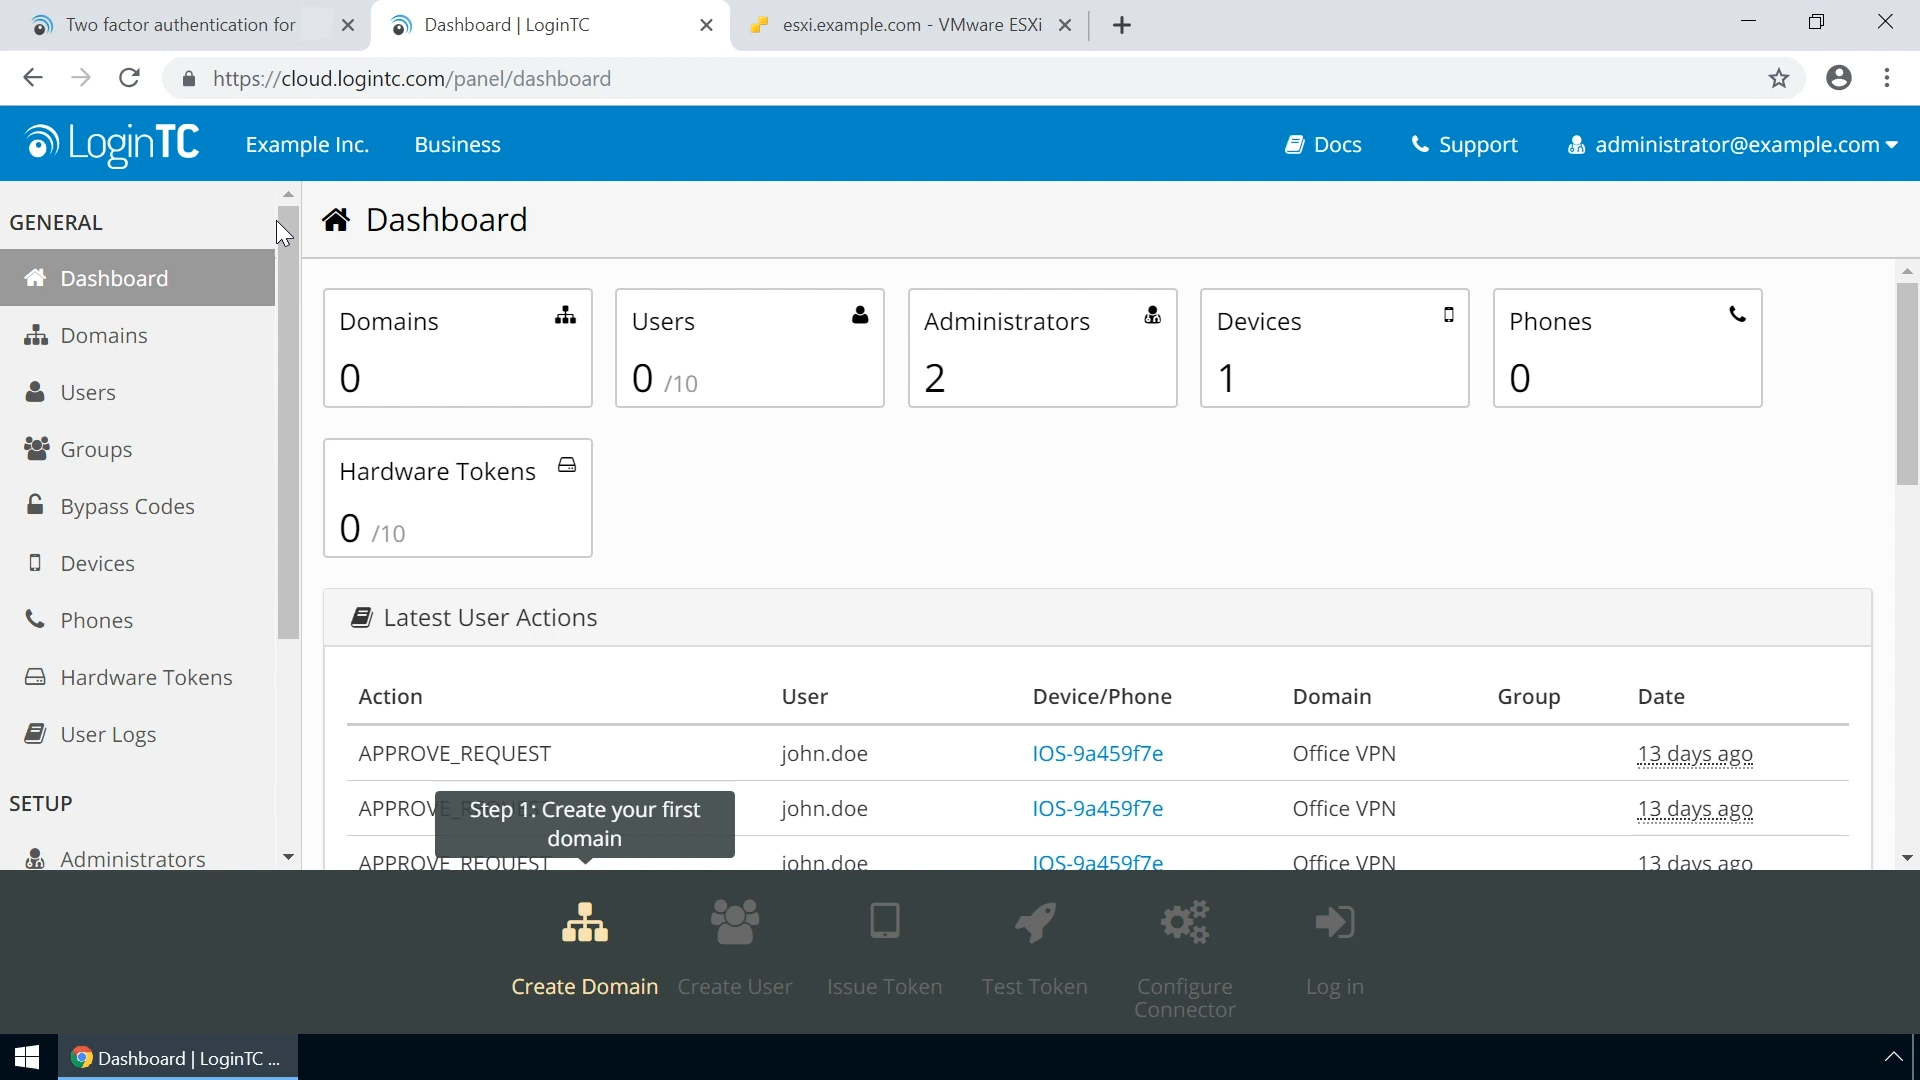 Two factor authentication for
Dashboard | LoginTC
esxi.example.com - VMware ESXi
https://cloud.logintc.com/panel/dashboard
LoginTC
Example Inc.
Business
Docs
Support
administrator@example.com
GENERAL
Dashboard
Domains
Users
Groups
Bypass Codes
Devices
Phones
Hardware Tokens
User Logs
SETUP
Administrators
Dashboard
Domains
0
Users
0 /10
Administrators
2
Devices
1
Phones
0
Hardware Tokens
0 /10
Latest User Actions
Action User Device/Phone Domain Group Date
APPROVE_REQUEST john.doe IOS-9a459f7e Office VPN 13 days ago
APPROVE_REQUEST john.doe IOS-9a459f7e Office VPN 13 days ago
APPROVE_REQUEST john.doe IOS-9a459f7e Office VPN 13 days ago
Step 1: Create your first
domain
Create Domain
Create User
Issue Token
Test Token
Configure
Connector
Log in
Dashboard | LoginTC ...